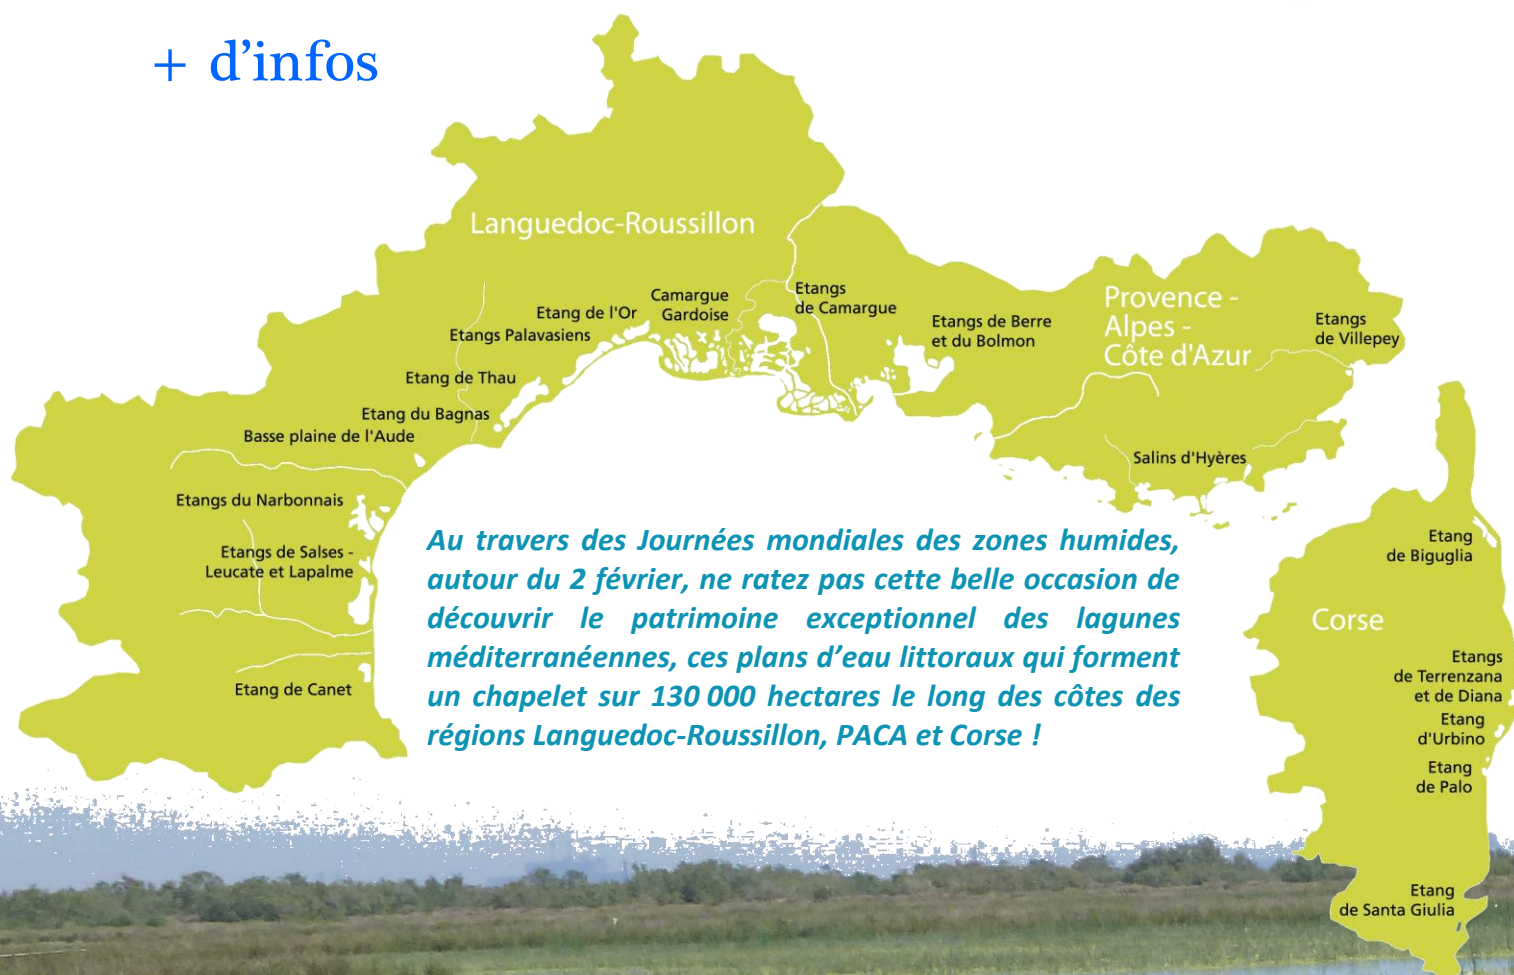 + d'infos
Languedoc-Roussillon
Camargue
Gardoise
Etang de l'Or
Etangs Palavasiens
Etang de Thau
Etang du Bagnas
Basse plaine de l'Aude
Etangs du Narbonnais
Etangs de Salses -
Leucate et Lapalme
Etang de Canet
Etangs
de Camargue
Etangs de Berre
et du Bolmon
Provence -
Alpes -
Côte d'Azur
Etangs
de Villepey
Salins d'Hyères
Au travers des Journées mondiales des zones humides,
autour du 2 février, ne ratez pas cette belle occasion de
découvrir le patrimoine exceptionnel des lagunes
méditerranéennes, ces plans d’eau littoraux qui forment
un chapelet sur 130 000 hectares le long des côtes des
régions Languedoc-Roussillon, PACA et Corse !
Etang
de Biguglia
Corse
Etangs
de Terrenzana
et de Diana
Etang
d'Urbino
Etang
de Palo
Etang
de Santa Giulia